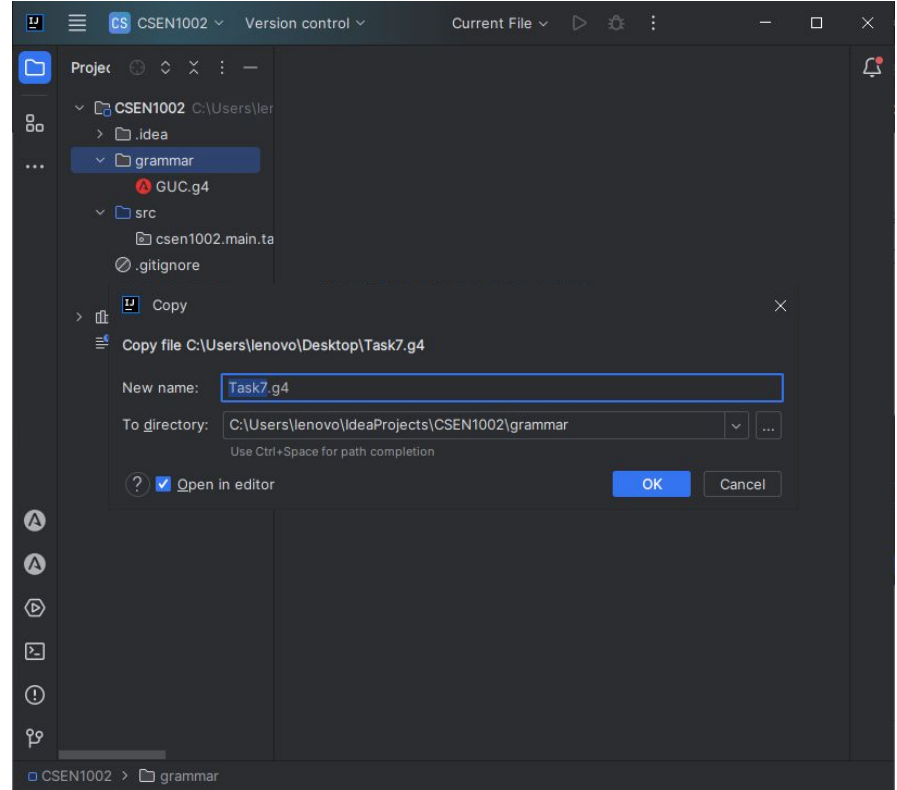 IJ CS CSEN1002 Version control Current File
Projec
CSEN1002 C:\Users\ler
.idea
grammar
GUC.g4
src
csen1002.main.ta
.gitignore
IJ Copy
Copy file C:\Users\lenovo\Desktop\Task7.g4
New name: Task7.g4
To directory: C:\Users\lenovo\IdeaProjects\CSEN1002\grammar ...
Use Ctrl+Space for path completion
? Open in editor OK Cancel
CSEN1002 > grammar